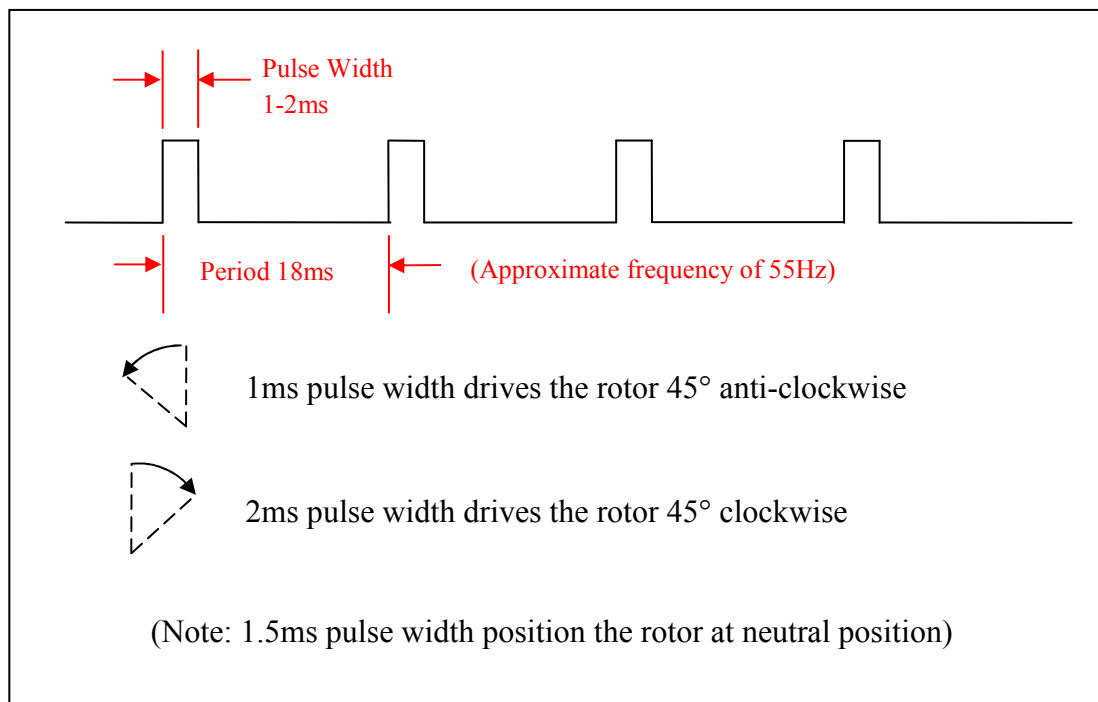 Pulse Width
1-2ms
Period 18ms
(Approximate frequency of 55Hz)
1ms pulse width drives the rotor 45° anti-clockwise
2ms pulse width drives the rotor 45° clockwise
(Note: 1.5ms pulse width position the rotor at neutral position)